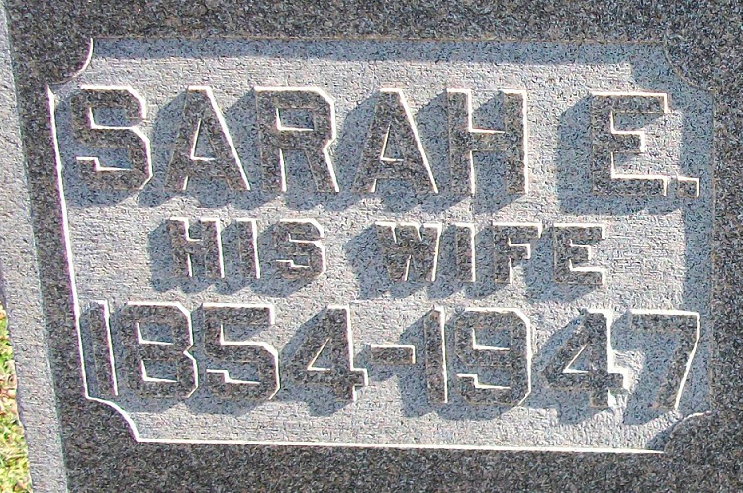 SARAH E.
HIS WIFE
1854-1947